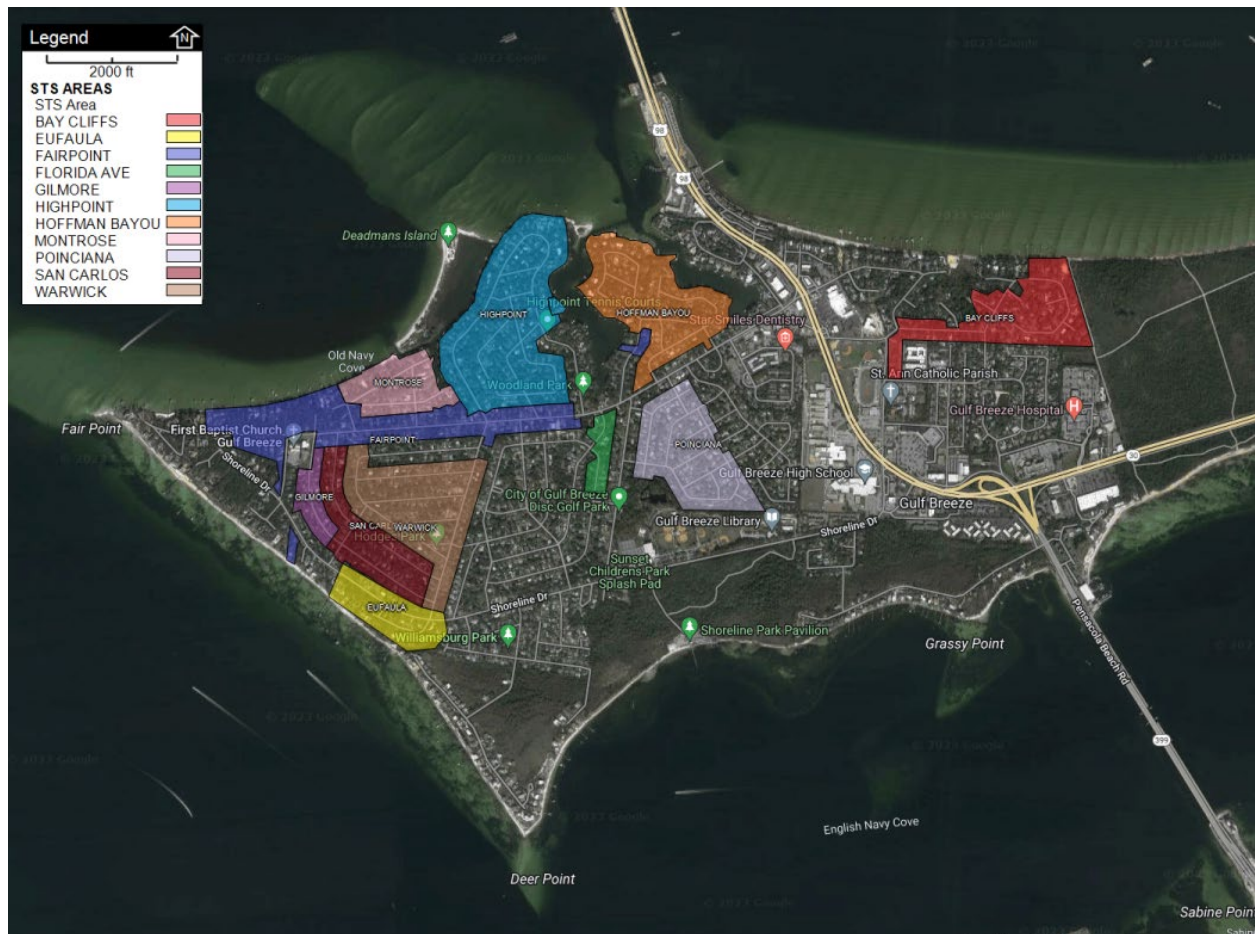 Legend
N
2000 ft
STS AREAS
STS Area
BAY CLIFFS
EUFAULA
FAIRPOINT
FLORIDA AVE
GILMORE
HIGHPOINT
HOFFMAN BAYOU
MONTROSE
POINCIANA
SAN CARLOS
WARWICK
© 2023 Google
98
98
Deadmans Island
Highpoint Tennis Courts
HIGHPOINT
HOFFMAN BAYOU
Star Smiles Dentistry
BAY CLIFFS
Old Navy
Cove
MONTROSE
Woodland Park
St. Ann Catholic Parish
Gulf Breeze Hospital
H
Fair Point
First Baptist Church
Gulf Breeze
FAIRPOINT
POINCIANA
30
Shoreline Dr
GILMORE
Gulf Breeze High School
City of Gulf Breeze
Disc Golf Park
Gulf Breeze
SAN CARL
WARWICK
Hodges Park
Gulf Breeze Library
Shoreline Dr
Sunset
Childrens Park
Splash Pad
EUFAULA
Shoreline Dr
Williamsburg Park
Shoreline Park Pavilion
Grassy Point
Pensacola Beach Rd
399
English Navy Cove
Deer Point
Sabine Point